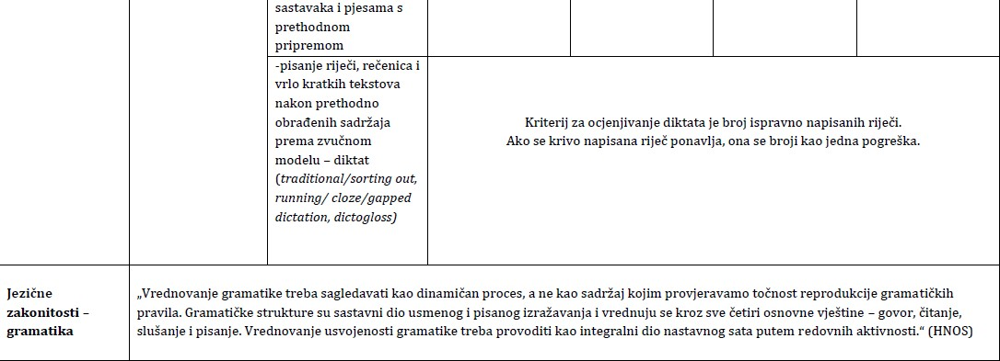 sastavaka i pjesama s
prethodnom
pripremom
-pisanje riječi, rečenica i
vrlo kratkih tekstova
nakon prethodno
obrađenih sadržaja
prema zvučnom
modelu – diktat
(traditional/sorting out,
running/ cloze/gapped
dictation, dictogloss)
Kriterij za ocjenjivanje diktata je broj ispravno napisanih riječi.
Ako se krivo napisana riječ ponavlja, ona se broji kao jedna pogreška.
Jezične
zakonitosti –
gramatika
„Vrednovanje gramatike treba sagledavati kao dinamičan proces, a ne kao sadržaj kojim provjeravamo točnost reprodukcije gramatičkih
pravila. Gramatičke strukture su sastavni dio usmenog i pisanog izražavanja i vrednuju se kroz sve četiri osnovne vještine – govor, čitanje,
slušanje i pisanje. Vrednovanje usvojenosti gramatike treba provoditi kao integralni dio nastavnog sata putem redovnih aktivnosti.“ (HNOS)